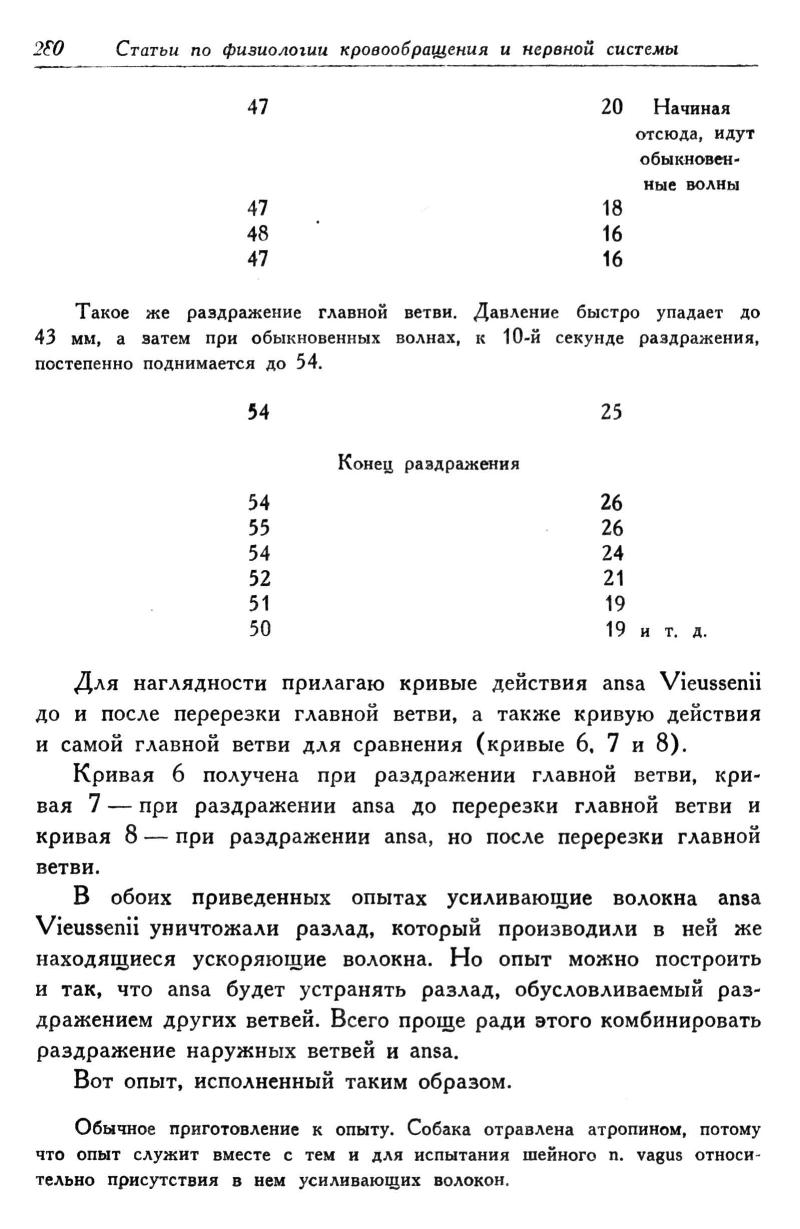 280 Статьи по физиологии кровообращения и нервной системы
47 20 Начиная
отсюда, идут
обыкновен-
ные волны
47 18
48 16
47 16
Такое же раздражение главной ветви. Давление быстро упадает до
43 мм, а затем при обыкновенных волнах, к 10-й секунде раздражения,
постепенно поднимается до 54.
54 25
Конец раздражения
54 26
55 26
54 24
52 21
51 19
50 19 и т. д.
Для наглядности прилагаю кривые действия ansa Vieussenii
до и после перерезки главной ветви, а также кривую действия
и самой главной ветви для сравнения (кривые 6, 7 и 8).
Кривая 6 получена при раздражении главной ветви, кри-
вая 7 — при раздражении ansa до перерезки главной ветви и
кривая 8 — при раздражении ansa, но после перерезки главной
ветви.
В обоих приведенных опытах усиливающие волокна ansa
Vieussenii уничтожали разлад, который производили в ней же
находящиеся ускоряющие волокна. Но опыт можно построить
и так, что ansa будет устранять разлад, обусловливаемый раз-
дражением других ветвей. Всего проще ради этого комбинировать
раздражение наружных ветвей и ansa.
Вот опыт, исполненный таким образом.
Обычное приготовление к опыту. Собака отравлена атропином, потому
что опыт служит вместе с тем и для испытания шейного n. vagus относи-
тельно присутствия в нем усиливающих волокон.